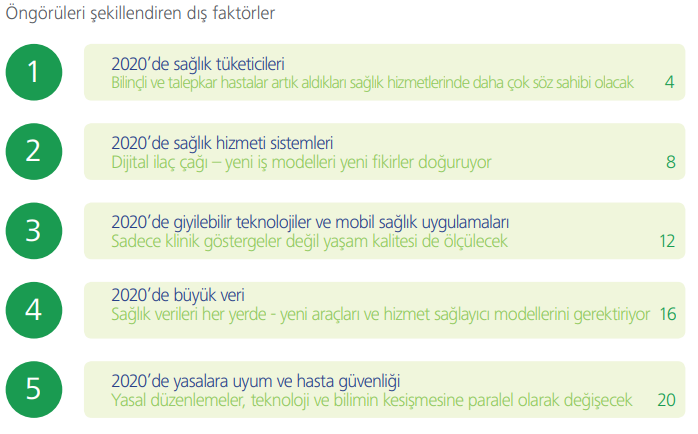 Öngörüleri şekillendiren dış faktörler
1
2020’de sağlık tüketicileri
Bilinçli ve talepkar hastalar artık aldıkları sağlık hizmetlerinde daha çok söz sahibi olacak 4
2
2020’de sağlık hizmeti sistemleri
Dijital ilaç çağı – yeni iş modelleri yeni fikirler doğuruyor 8
3
2020’de giyilebilir teknolojiler ve mobil sağlık uygulamaları
Sadece klinik göstergeler değil yaşam kalitesi de ölçülecek 12
4
2020’de büyük veri
Sağlık verileri her yerde - yeni araçları ve hizmet sağlayıcı modellerini gerektiriyor 16
5
2020’de yasalara uyum ve hasta güvenliği
Yasal düzenlemeler, teknoloji ve bilimin kesişmesine paralel olarak değişecek 20